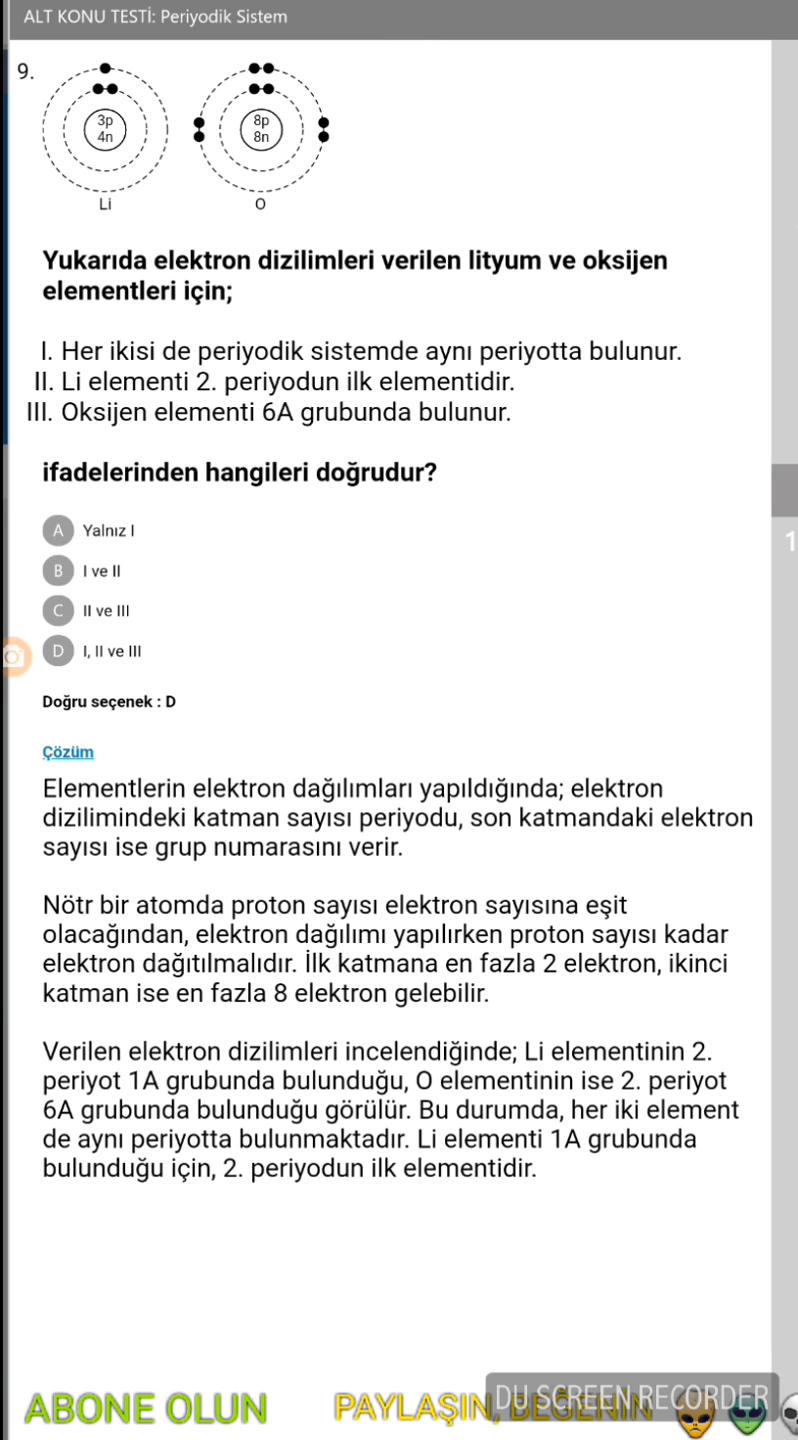 ALT KONU TESTİ: Periyodik Sistem
9.
3p
4n
8p
8n
Li
O
Yukarıda elektron dizilimleri verilen lityum ve oksijen
elementleri için;
I. Her ikisi de periyodik sistemde aynı periyotta bulunur.
II. Li elementi 2. periyodun ilk elementidir.
III. Oksijen elementi 6A grubunda bulunur.
ifadelerinden hangileri doğrudur?
A Yalnız I
1
B I ve II
C II ve III
D I, II ve III
Doğru seçenek : D
Çözüm
Elementlerin elektron dağılımları yapıldığında; elektron
dizilimindeki katman sayısı periyodu, son katmandaki elektron
sayısı ise grup numarasını verir.
Nötr bir atomda proton sayısı elektron sayısına eşit
olacağından, elektron dağılımı yapılırken proton sayısı kadar
elektron dağıtılmalıdır. İlk katmana en fazla 2 elektron, ikinci
katman ise en fazla 8 elektron gelebilir.
Verilen elektron dizilimleri incelendiğinde; Li elementinin 2.
periyot 1A grubunda bulunduğu, O elementinin ise 2. periyot
6A grubunda bulunduğu görülür. Bu durumda, her iki element
de aynı periyotta bulunmaktadır. Li elementi 1A grubunda
bulunduğu için, 2. periyodun ilk elementidir.
DU SCREEN RECORDER
ABONE OLUN PAYLAŞIN, BEĞENİN